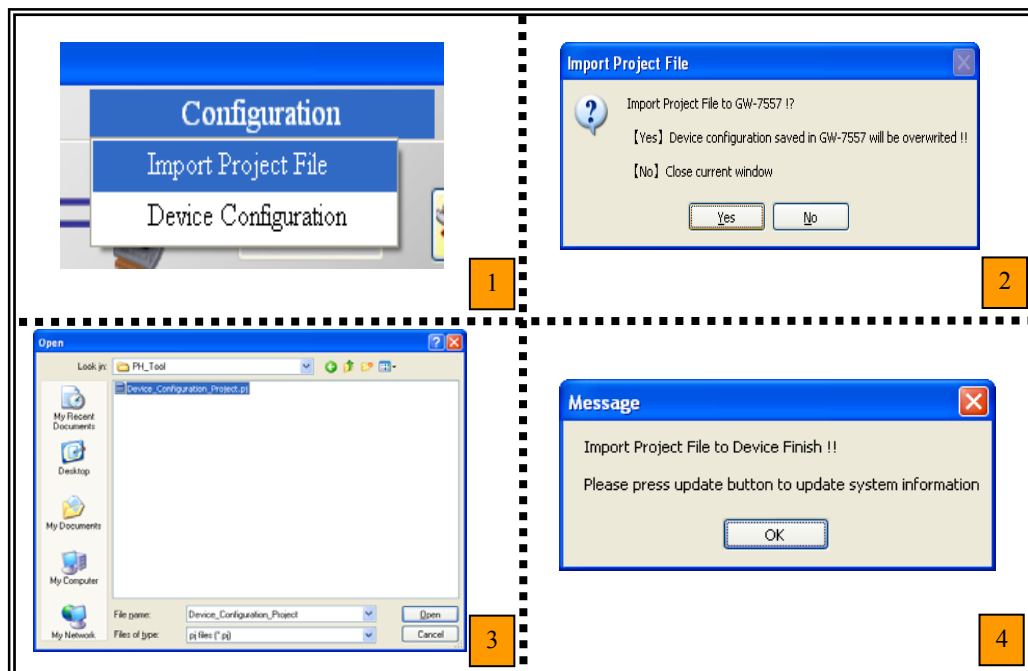 Configuration
Import Project File
Device Configuration
1
Import Project File
Import Project File to GW-7557 !?
【Yes】Device configuration saved in GW-7557 will be overwrited !!
【No】Close current window
Yes No
2
Open
Look in: PH_Tool
Device_Configuration_Project.pj
My Recent
Documents
Desktop
My Documents
My Computer
My Network
File name: Device_Configuration_Project Open
Files of type: pj files (*.pj) Cancel
3
Message
Import Project File to Device Finish !!
Please press update button to update system information
OK
4